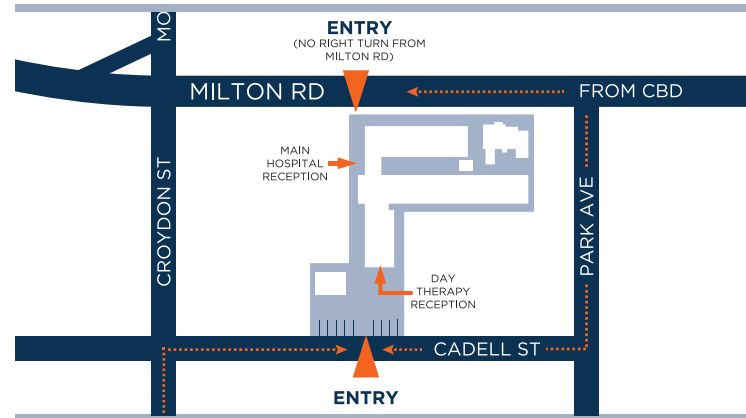 MO
ENTRY
(NO RIGHT TURN FROM
MILTON RD)
MILTON RD
FROM CBD
MAIN
HOSPITAL
RECEPTION
CROYDON ST
PARK AVE
DAY
THERAPY
RECEPTION
CADELL ST
ENTRY